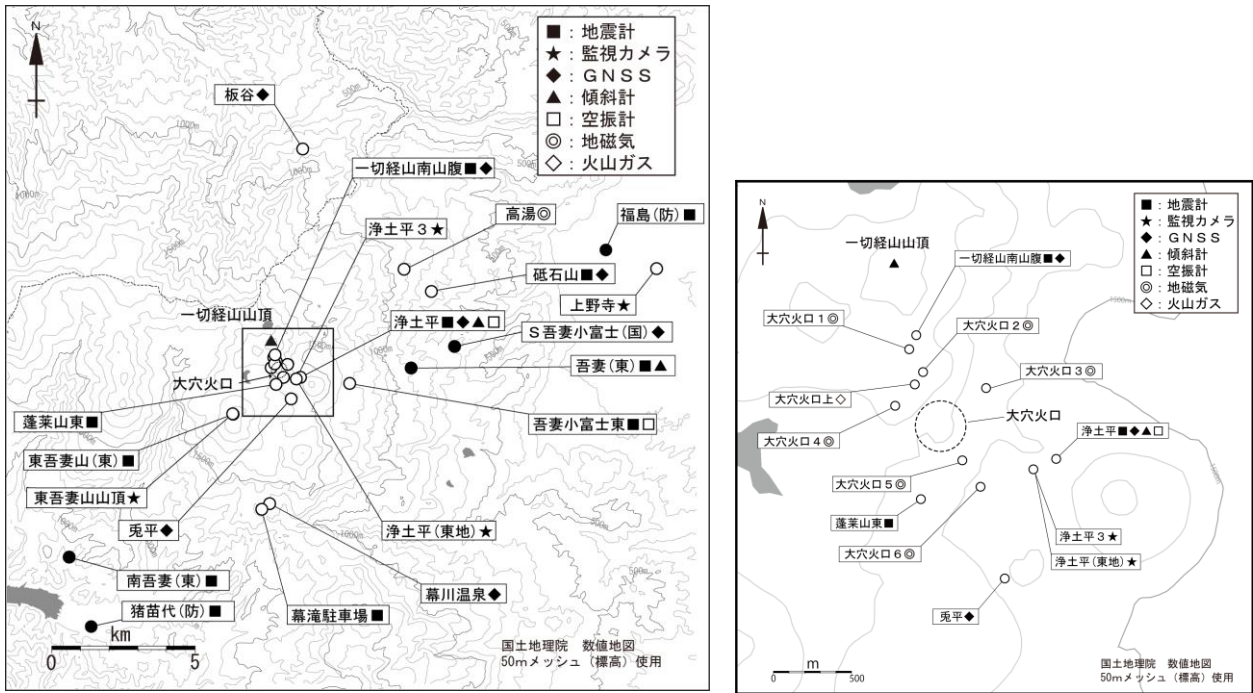 N
■：地震計
★：監視カメラ
◆：ＧＮＳＳ
▲：傾斜計
□：空振計
◎：地磁気
◇：火山ガス
板谷◆
一切経山南山腹■◆
高湯◎
福島(防)■
浄土平３★
砥石山■◆
上野寺★
一切経山山頂
浄土平■◆▲□
Ｓ吾妻小富士(国)◆
吾妻(東)■▲
大穴火口
蓬莱山東■
吾妻小富士東■□
東吾妻山(東)■
東吾妻山山頂★
兎平◆
浄土平(東地)★
南吾妻(東)■
幕川温泉◆
猪苗代(防)■
幕滝駐車場■
km
0 5
国土地理院　数値地図
50ｍメッシュ（標高）使用
500m
1000m
1500m
N
■：地震計
★：監視カメラ
◆：ＧＮＳＳ
▲：傾斜計
□：空振計
◎：地磁気
◇：火山ガス
一切経山山頂
一切経山南山腹■◆
大穴火口１◎
大穴火口２◎
大穴火口３◎
大穴火口上◇
大穴火口
大穴火口４◎
浄土平■◆▲□
大穴火口５◎
蓬莱山東■
浄土平３★
大穴火口６◎
浄土平(東地)★
兎平◆
m
0 500
国土地理院　数値地図
50ｍメッシュ（標高）使用
1500m